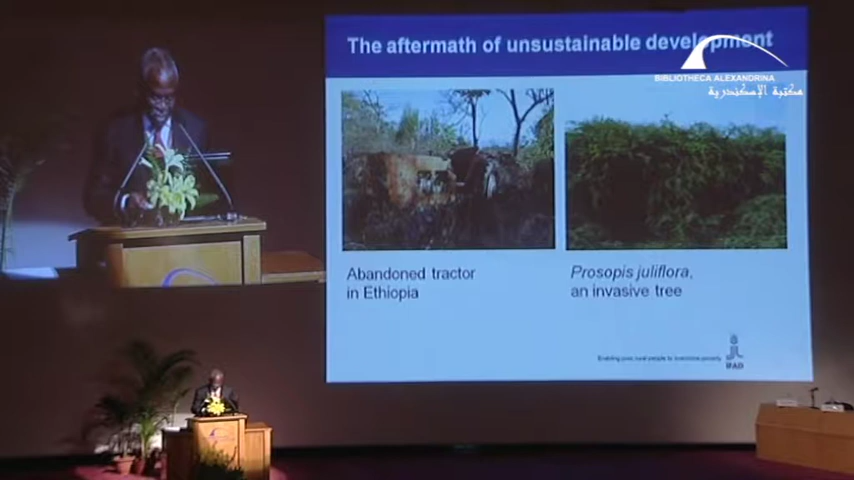 The aftermath of unsustainable development
BIBLIOTHECA ALEXANDRINA
مكتبة الإسكندرية
Abandoned tractor
in Ethiopia
Prosopis juliflora,
an invasive tree
Enabling poor rural people to overcome poverty
IFAD